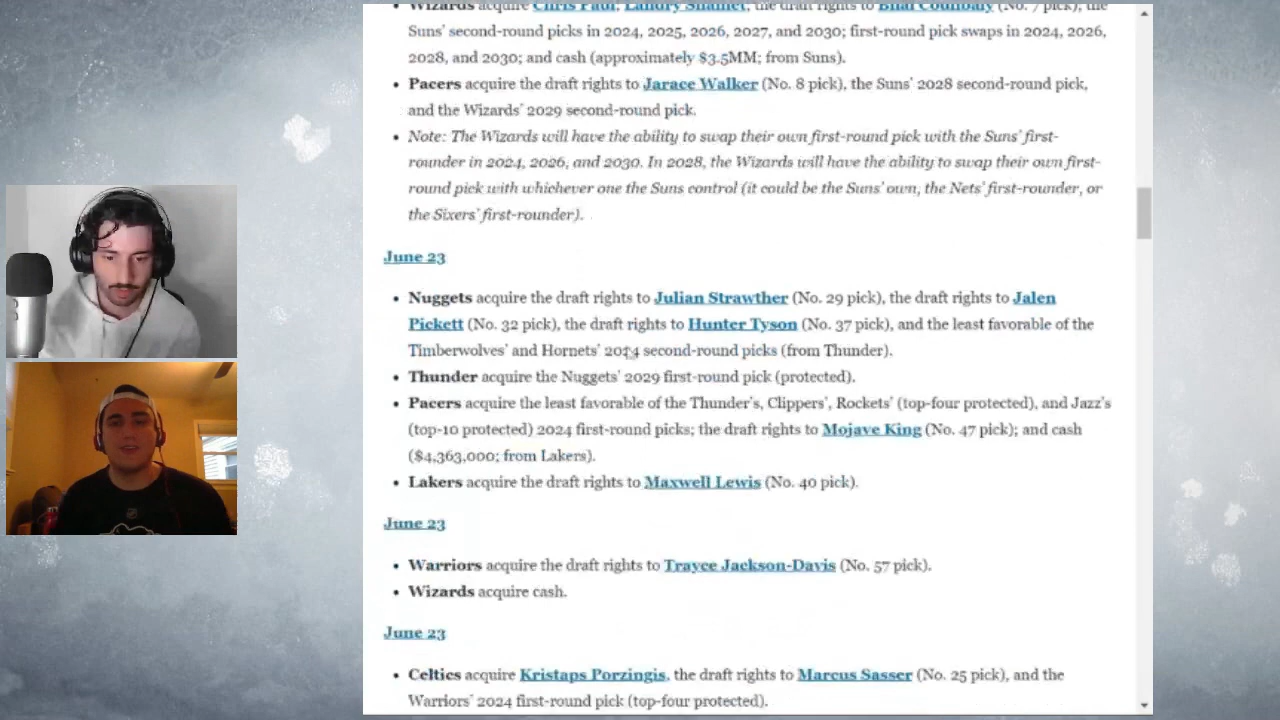 Wizards acquire Chris Paul, Landry Shamet, the draft rights to Bilal Coulibaly (No. 7 pick), the
Suns' second-round picks in 2024, 2025, 2026, 2027, and 2030; first-round pick swaps in 2024, 2026,
2028, and 2030; and cash (approximately $3.5MM; from Suns).
Pacers acquire the draft rights to Jarace Walker (No. 8 pick), the Suns' 2028 second-round pick,
and the Wizards' 2029 second-round pick.
Note: The Wizards will have the ability to swap their own first-round pick with the Suns' first-
rounder in 2024, 2026, and 2030. In 2028, the Wizards will have the ability to swap their own first-
round pick with whichever one the Suns control (it could be the Suns' own, the Nets' first-rounder, or
the Sixers' first-rounder).
June 23
Nuggets acquire the draft rights to Julian Strawther (No. 29 pick), the draft rights to Jalen
Pickett (No. 32 pick), the draft rights to Hunter Tyson (No. 37 pick), and the least favorable of the
Timberwolves' and Hornets' 2024 second-round picks (from Thunder).
Thunder acquire the Nuggets' 2029 first-round pick (protected).
Pacers acquire the least favorable of the Thunder's, Clippers', Rockets' (top-four protected), and Jazz's
(top-10 protected) 2024 first-round picks; the draft rights to Mojave King (No. 47 pick); and cash
($4,363,000; from Lakers).
Lakers acquire the draft rights to Maxwell Lewis (No. 40 pick).
June 23
Warriors acquire the draft rights to Trayce Jackson-Davis (No. 57 pick).
Wizards acquire cash.
June 23
Celtics acquire Kristaps Porzingis, the draft rights to Marcus Sasser (No. 25 pick), and the
Warriors' 2024 first-round pick (top-four protected).